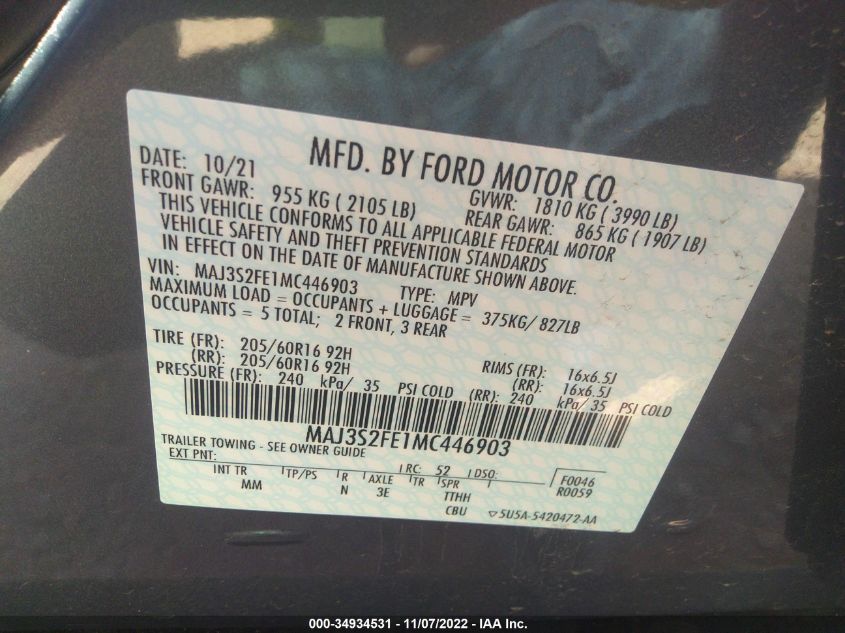 MFD. BY FORD MOTOR CO.
DATE: 10/21 GVWR: 1810 KG ( 3990 LB)
FRONT GAWR: 955 KG ( 2105 LB) REAR GAWR: 865 KG ( 1907 LB)
THIS VEHICLE CONFORMS TO ALL APPLICABLE FEDERAL MOTOR
VEHICLE SAFETY AND THEFT PREVENTION STANDARDS
IN EFFECT ON THE DATE OF MANUFACTURE SHOWN ABOVE.
VIN: MAJ3S2FE1MC446903 TYPE: MPV
MAXIMUM LOAD = OCCUPANTS + LUGGAGE = 375KG/ 827LB
OCCUPANTS = 5 TOTAL; 2 FRONT, 3 REAR
TIRE (FR): 205/60R16 92H RIMS (FR): 16x6.5J
(RR): 205/60R16 92H (RR): 16x6.5J
PRESSURE (FR): 240 kPa/ 35 PSI COLD (RR): 240 kPa/ 35 PSI COLD
MAJ3S2FE1MC446903
TRAILER TOWING - SEE OWNER GUIDE
EXT PNT: RC: 52 DSO: F0046
INT TR TP/PS R AXLE TR SPR R0059
MM N 3E TTHH
CBU ▽5U5A-5420472-AA
000-34934531 - 11/07/2022 - IAA Inc.